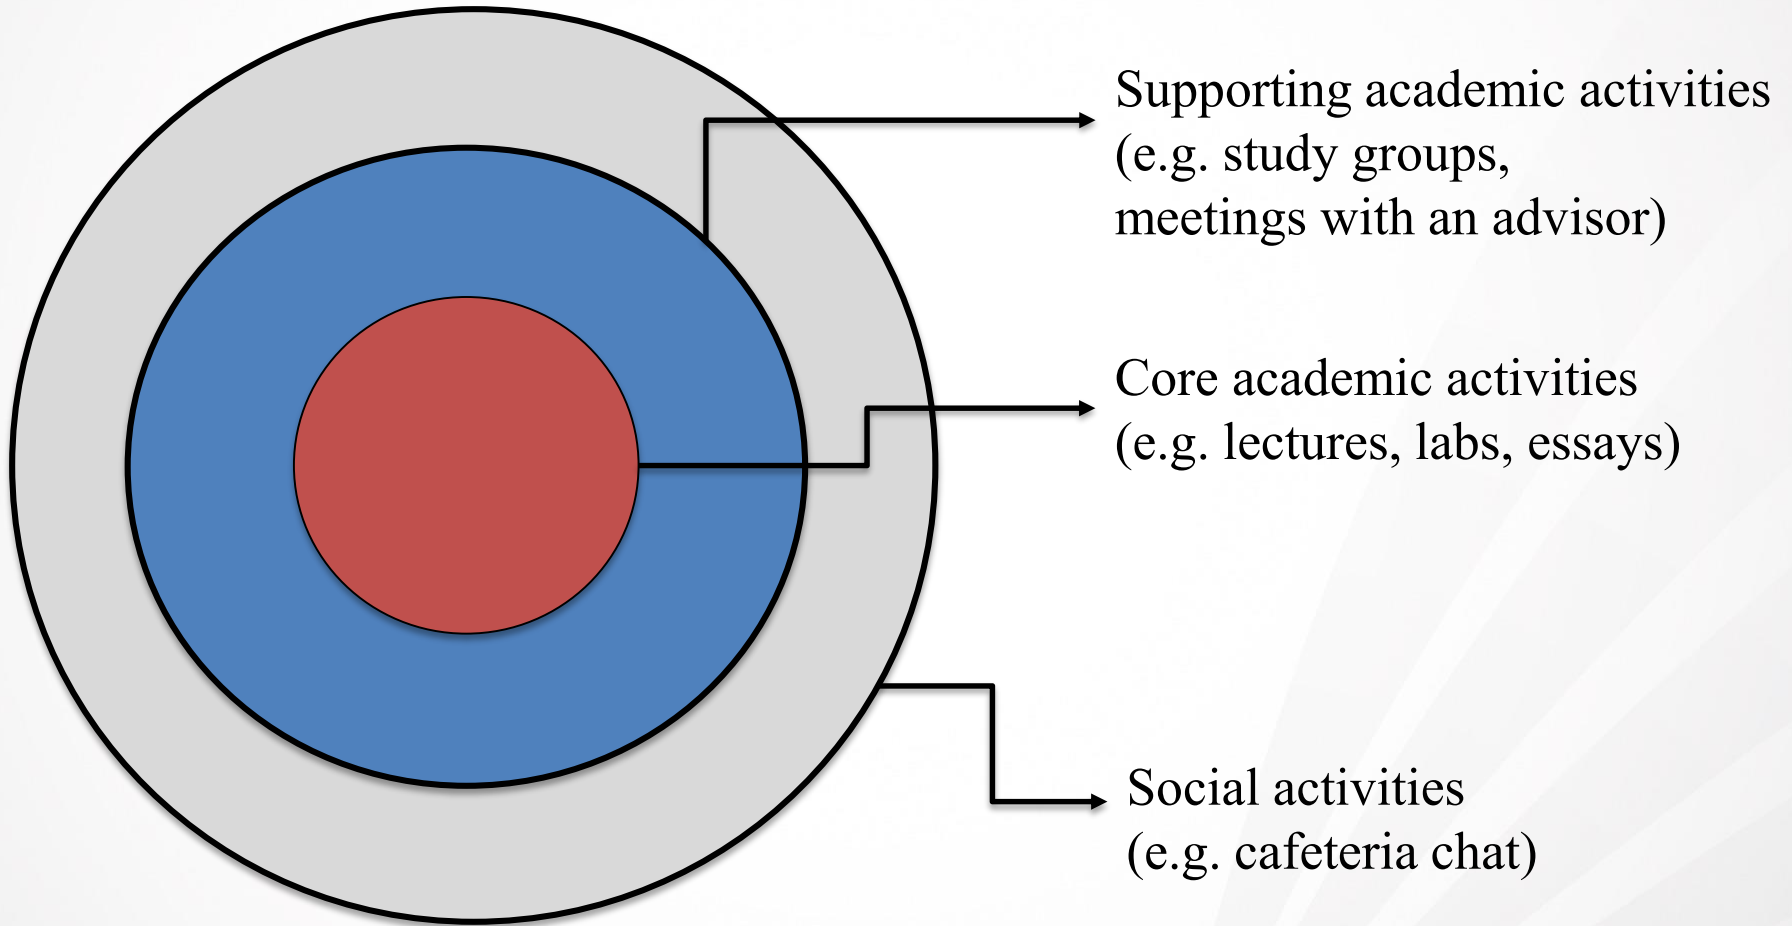 Supporting academic activities
(e.g. study groups,
meetings with an advisor)
Core academic activities
(e.g. lectures, labs, essays)
Social activities
(e.g. cafeteria chat)